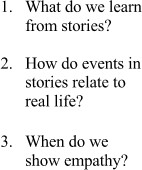 1. What do we learn
from stories?
2. How do events in
stories relate to
real life?
3. When do we
show empathy?